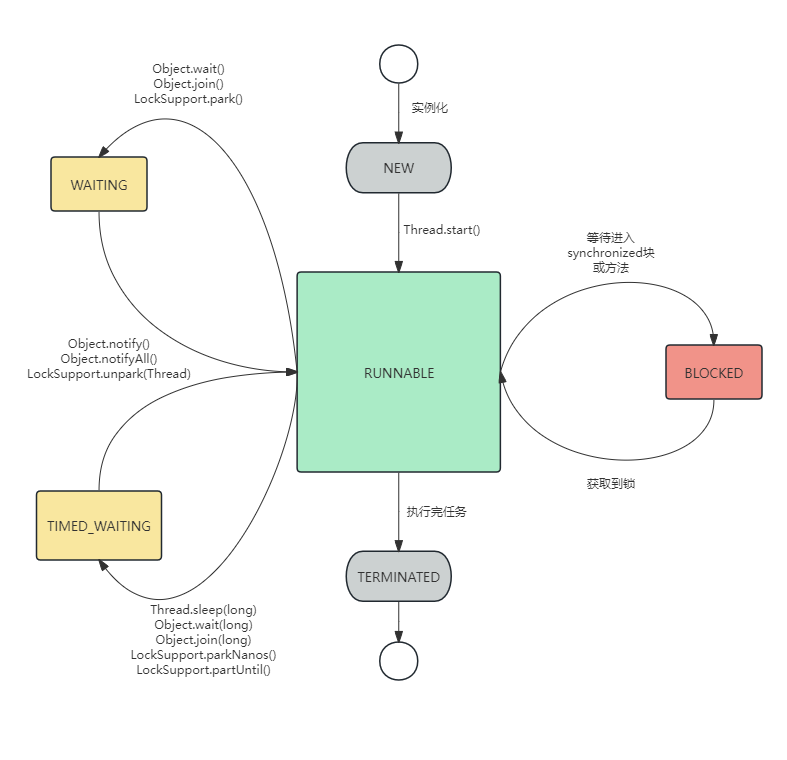 Object.wait()
Object.join()
LockSupport.park()
实例化
WAITING
NEW
Thread.start()
等待进入
synchronized块
或方法
Object.notify()
Object.notifyAll()
LockSupport.unpark(Thread)
RUNNABLE
BLOCKED
获取到锁
TIMED_WAITING
执行完任务
TERMINATED
Thread.sleep(long)
Object.wait(long)
Object.join(long)
LockSupport.parkNanos()
LockSupport.partUntil()